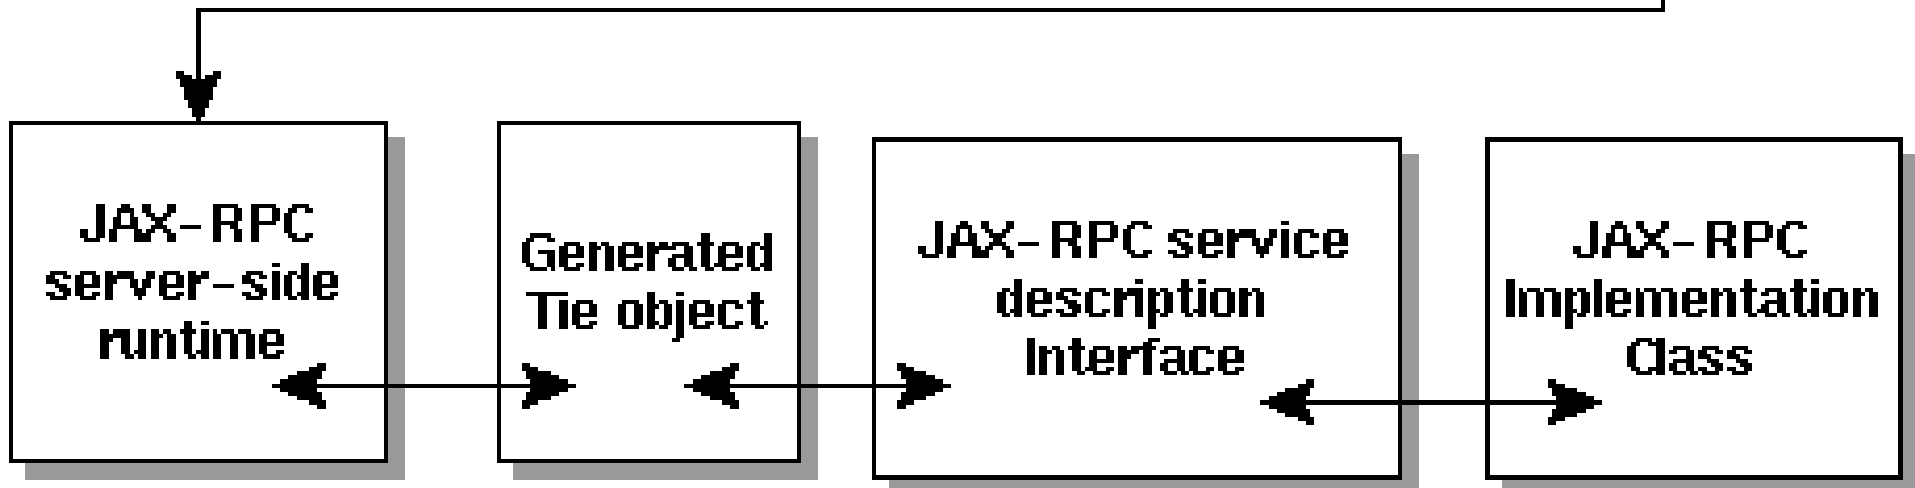 JAX-RPC
server-side
runtime
Generated
Tie object
JAX-RPC service
description
Interface
JAX-RPC
Implementation
Class